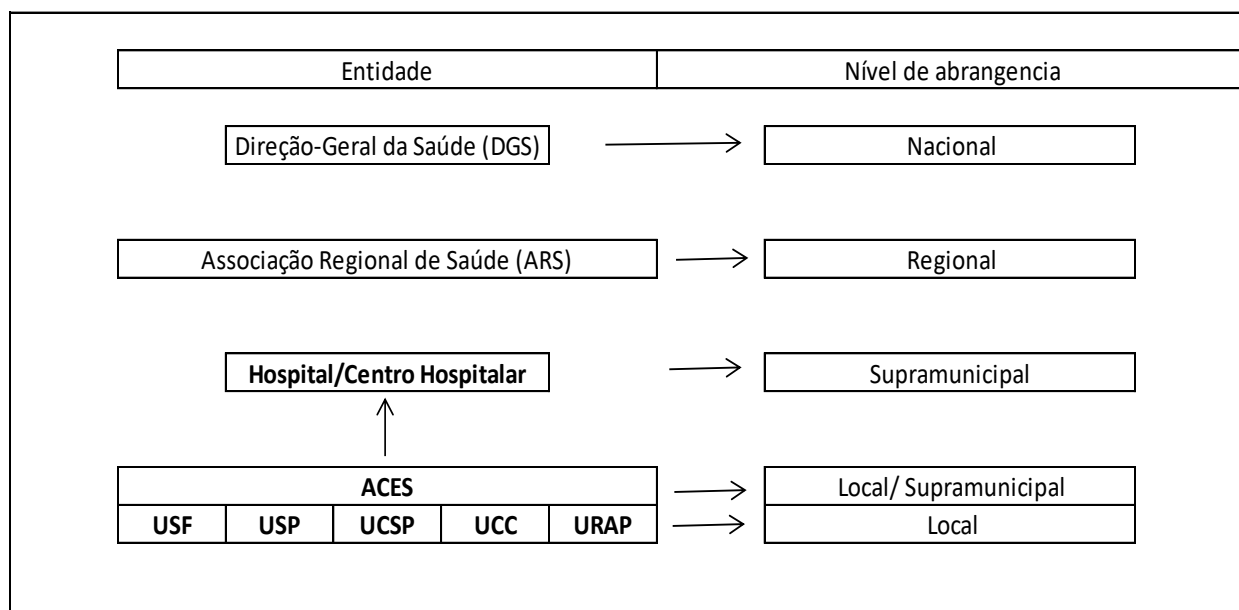 Entidade Nível de abrangencia
Direção-Geral da Saúde (DGS) Nacional
Associação Regional de Saúde (ARS) Regional
Hospital/Centro Hospitalar Supramunicipal
ACES Local/ Supramunicipal
USF USP UCSP UCC URAP Local